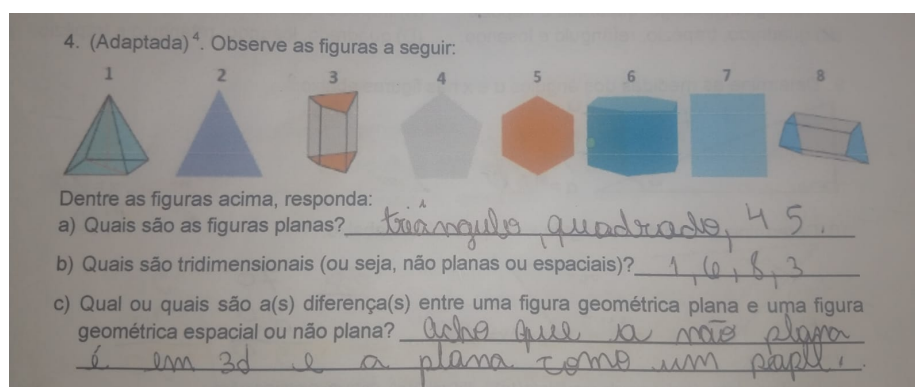 4. (Adaptada)⁴. Observe as figuras a seguir:
1 2 3 4 5 6 7 8
Dentre as figuras acima, responda:
a) Quais são as figuras planas? triângulo, quadrado, 4 5.
b) Quais são tridimensionais (ou seja, não planas ou espaciais)? 1, 6, 8, 3
c) Qual ou quais são a(s) diferença(s) entre uma figura geométrica plana e uma figura
geométrica espacial ou não plana? acho que a não plana
é em 3d e a plana como um papel.